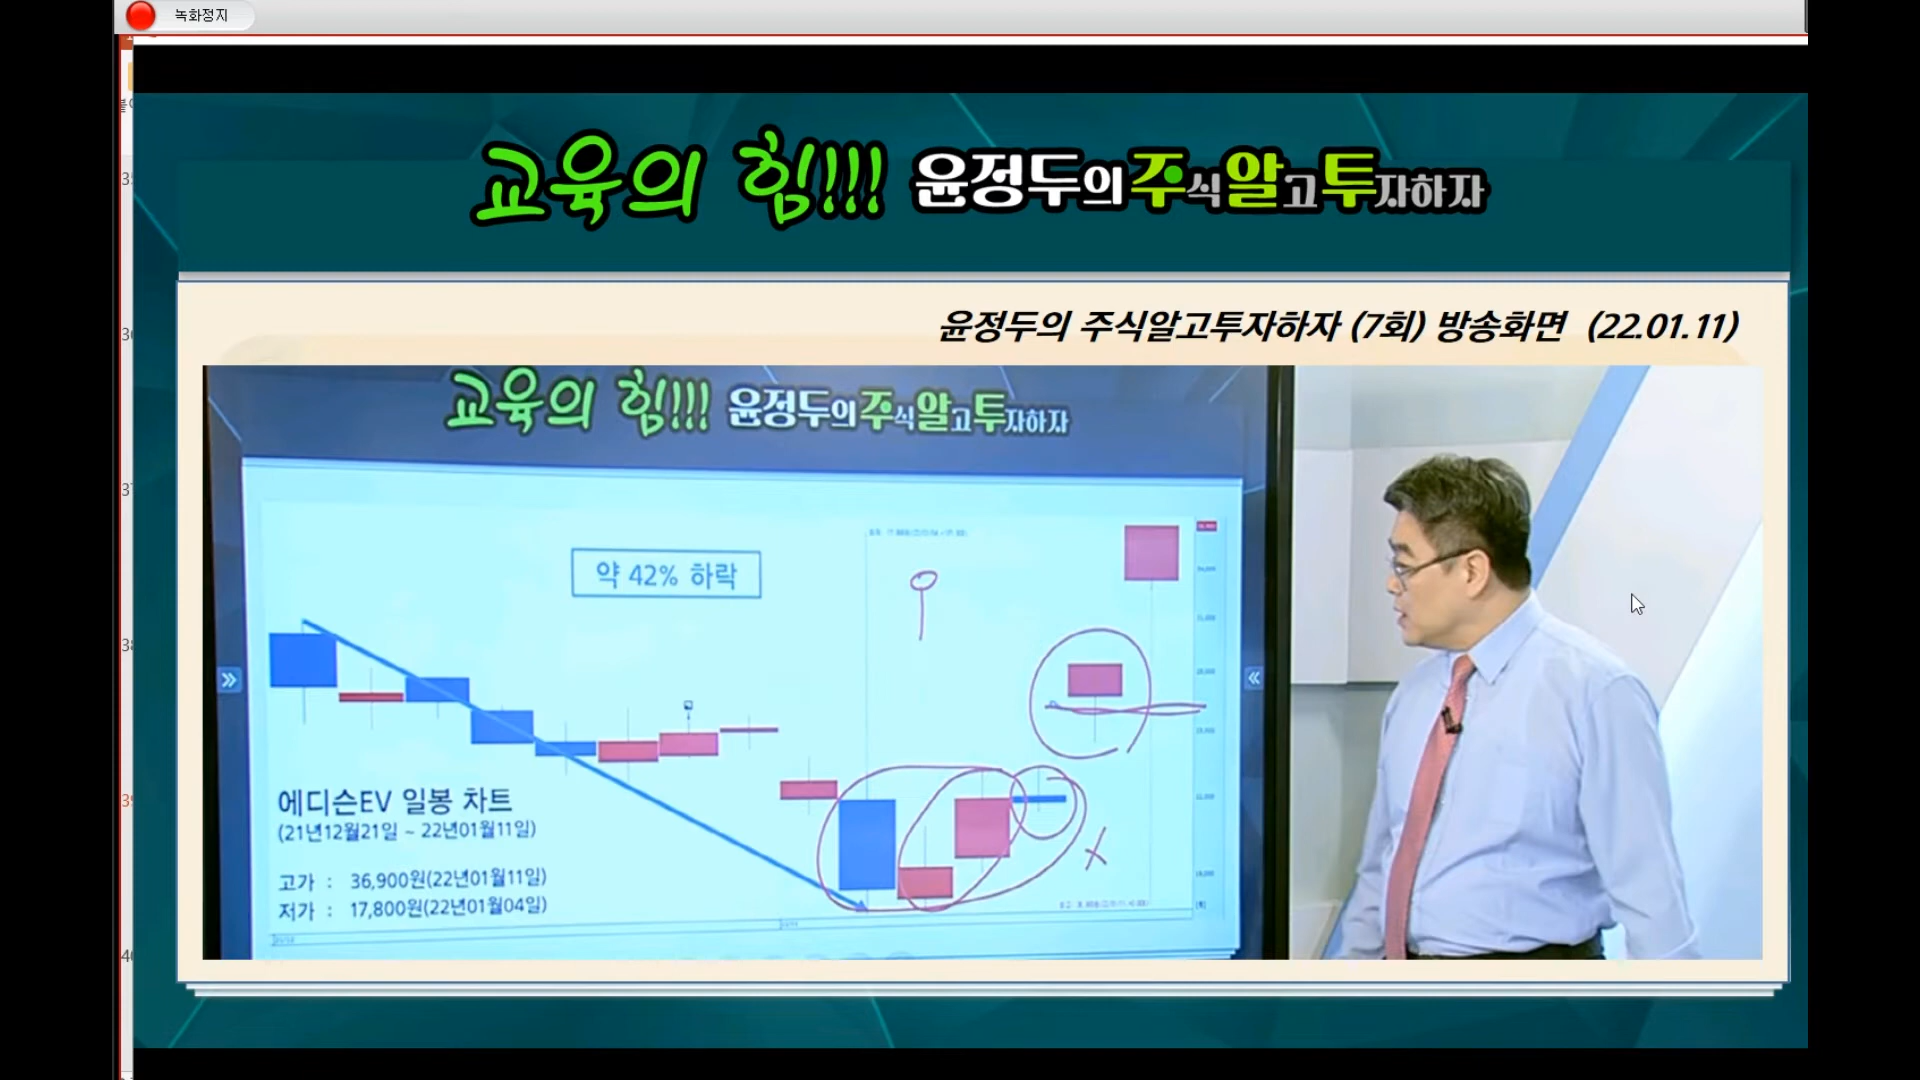 녹화정지
교육의 힘!!! 윤정두의 주식알고투자하자
윤정두의 주식알고투자하자 (7회) 방송화면 (22.01.11)
교육의 힘!!! 윤정두의 주식알고투자하자
약 42% 하락
에디슨EV 일봉 차트
(21년12월21일 ~ 22년01월11일)
고가 : 36,900원(22년01월11일)
저가 : 17,800원(22년01월04일)